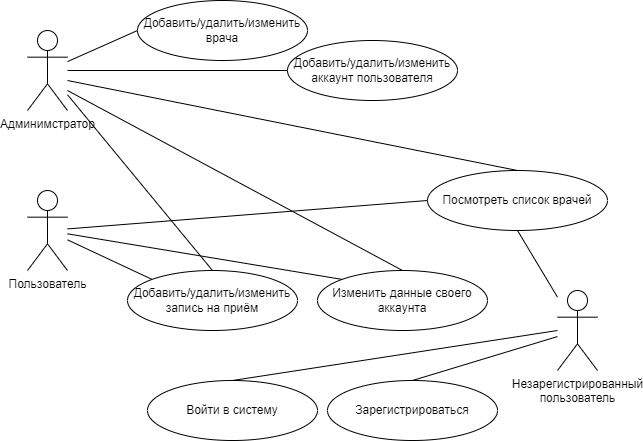 Добавить/удалить/изменить
врача
Добавить/удалить/изменить
аккаунт пользователя
Админимстратор
Посмотреть список врачей
Пользователь
Добавить/удалить/изменить
запись на приём
Изменить данные своего
аккаунта
Незарегистрированный
пользователь
Войти в систему
Зарегистрироваться